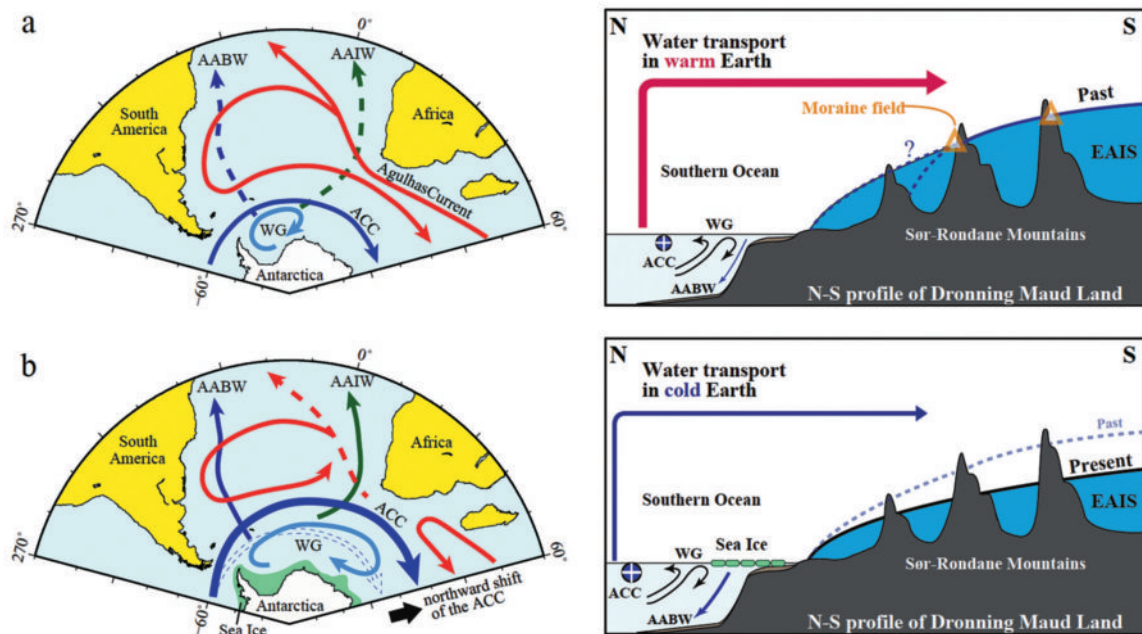 a
0°
AABW
AAIW
South
America
Africa
AgulhasCurrent
ACC
WG
Antarctica
270°
-60°
60°
N
S
Water transport
in warm Earth
Moraine field
Past
?
EAIS
Southern Ocean
WG
Sør-Rondane Mountains
ACC
AABW
N-S profile of Dronning Maud Land
b
0°
AABW
AAIW
South
America
Africa
ACC
WG
270°
-60°
60°
Antarctica
Sea Ice
northward shift
of the ACC
N
S
Water transport
in cold Earth
Past
Present
EAIS
Southern Ocean
Sea Ice
WG
Sør-Rondane Mountains
ACC
AABW
N-S profile of Dronning Maud Land